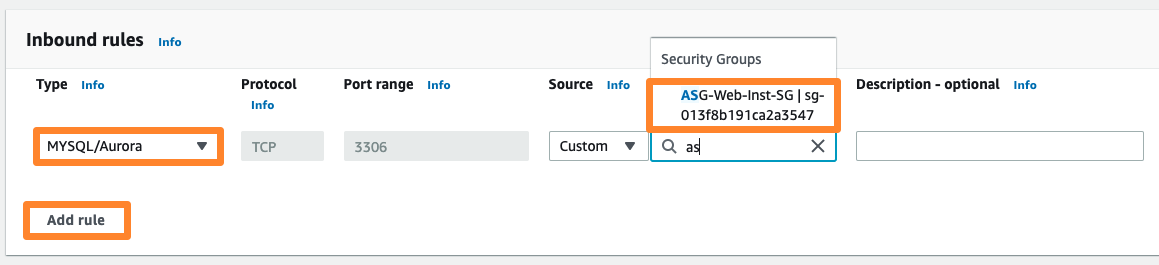 Inbound rules Info
Security Groups
Type Info Protocol Info Port range Info Source Info Description - optional Info
ASG-Web-Inst-SG | sg-
013f8b191ca2a3547
MYSQL/Aurora TCP 3306 Custom as
Add rule